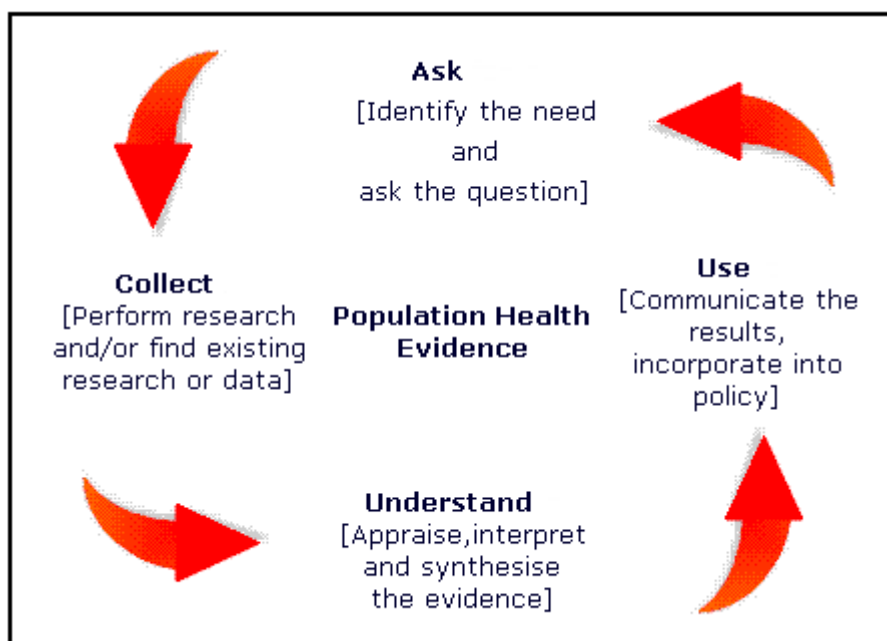 Ask
[Identify the need
and
ask the question]
Collect
[Perform research
and/or find existing
research or data]
Population Health
Evidence
Use
[Communicate the
results,
incorporate into
policy]
Understand
[Appraise,interpret
and synthesise
the evidence]